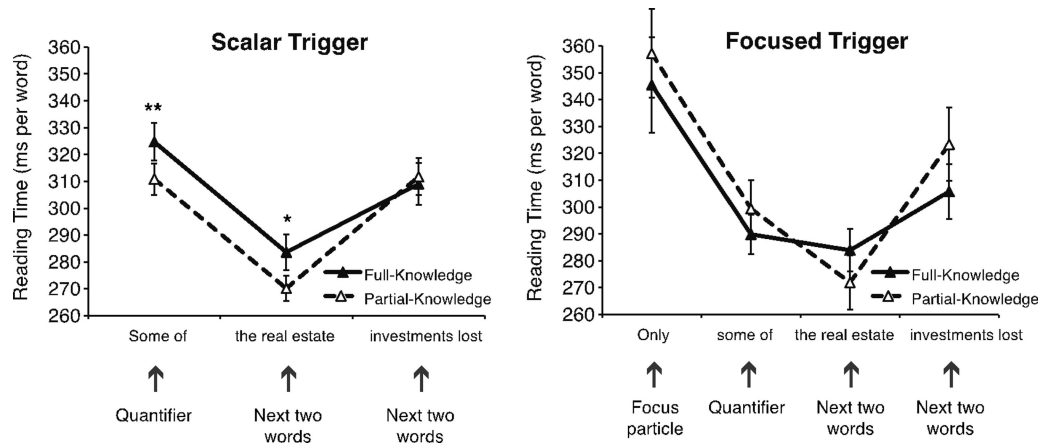 Scalar Trigger
Reading Time (ms per word)
360
350
340
330
320
310
300
290
280
270
260
**
*
Full-Knowledge
Partial-Knowledge
Some of
the real estate
investments lost
Quantifier
Next two
words
Next two
words
Focused Trigger
Reading Time (ms per word)
360
350
340
330
320
310
300
290
280
270
260
Full-Knowledge
Partial-Knowledge
Only
some of
the real estate
investments lost
Focus
particle
Quantifier
Next two
words
Next two
words